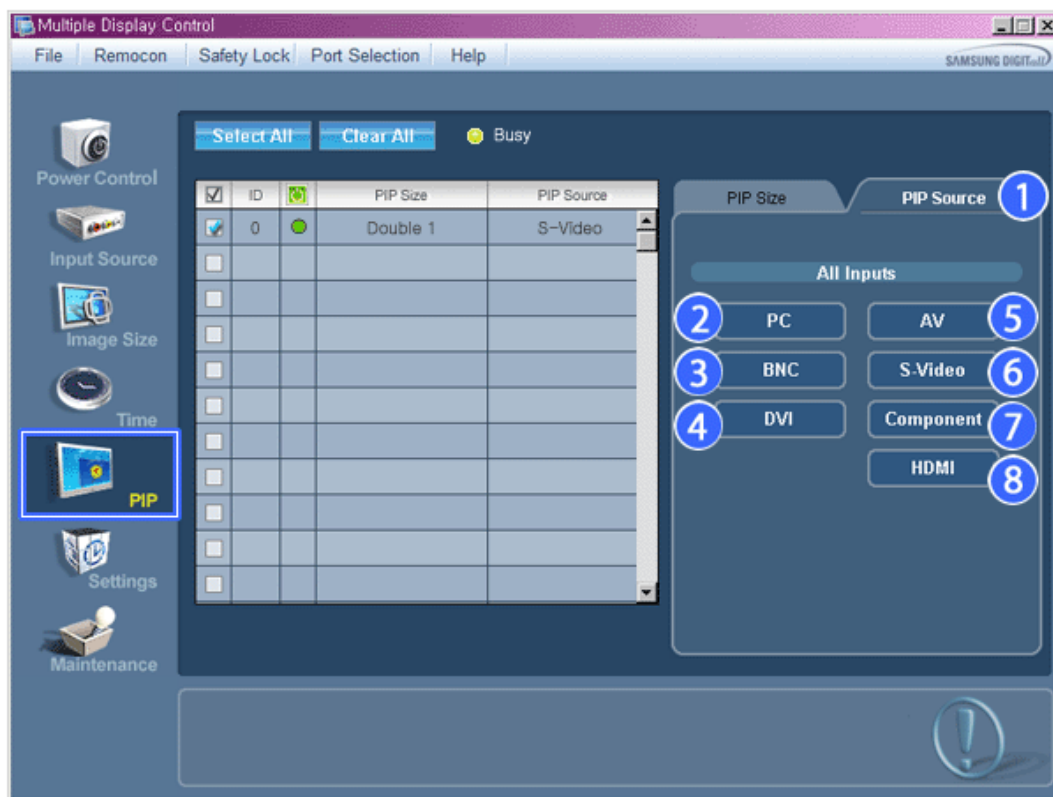 Multiple Display Control
File Remocon Safety Lock Port Selection Help
SAMSUNG DIGITall
Select All Clear All Busy
Power Control
Input Source
Image Size
Time
PIP
Settings
Maintenance
ID PIP Size PIP Source
0 Double 1 S-Video
PIP Size PIP Source 1
All Inputs
2 PC AV 5
3 BNC S-Video 6
4 DVI Component 7
HDMI 8